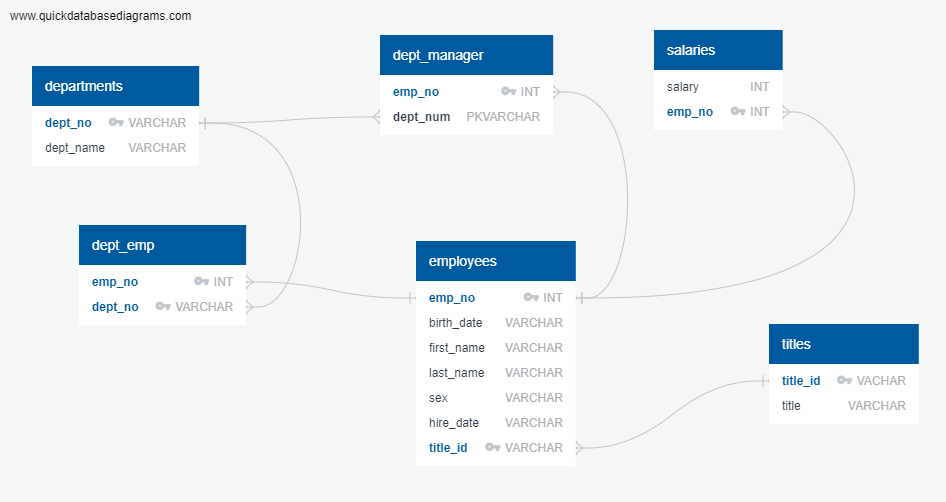 www.quickdatabasediagrams.com
departments
dept_no VARCHAR
dept_name VARCHAR
dept_manager
emp_no INT
dept_num PKVARCHAR
salaries
salary INT
emp_no INT
dept_emp
emp_no INT
dept_no VARCHAR
employees
emp_no INT
birth_date VARCHAR
first_name VARCHAR
last_name VARCHAR
sex VARCHAR
hire_date VARCHAR
title_id VARCHAR
titles
title_id VACHAR
title VARCHAR